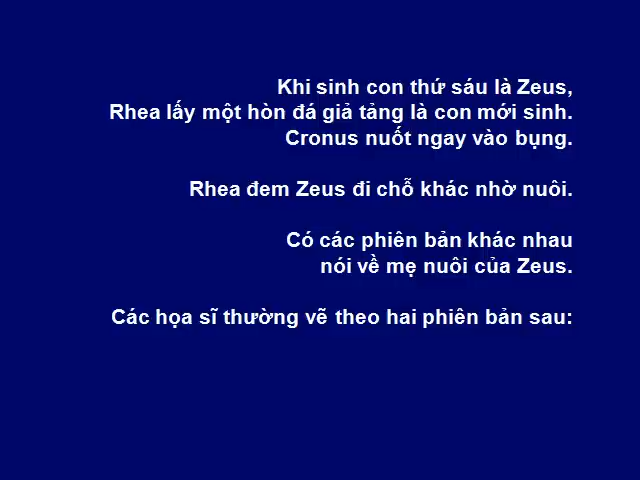 Khi sinh con thứ sáu là Zeus,
Rhea lấy một hòn đá giả tảng là con mới sinh.
Cronus nuốt ngay vào bụng.
Rhea đem Zeus đi chỗ khác nhờ nuôi.
Có các phiên bản khác nhau
nói về mẹ nuôi của Zeus.
Các họa sĩ thường vẽ theo hai phiên bản sau: